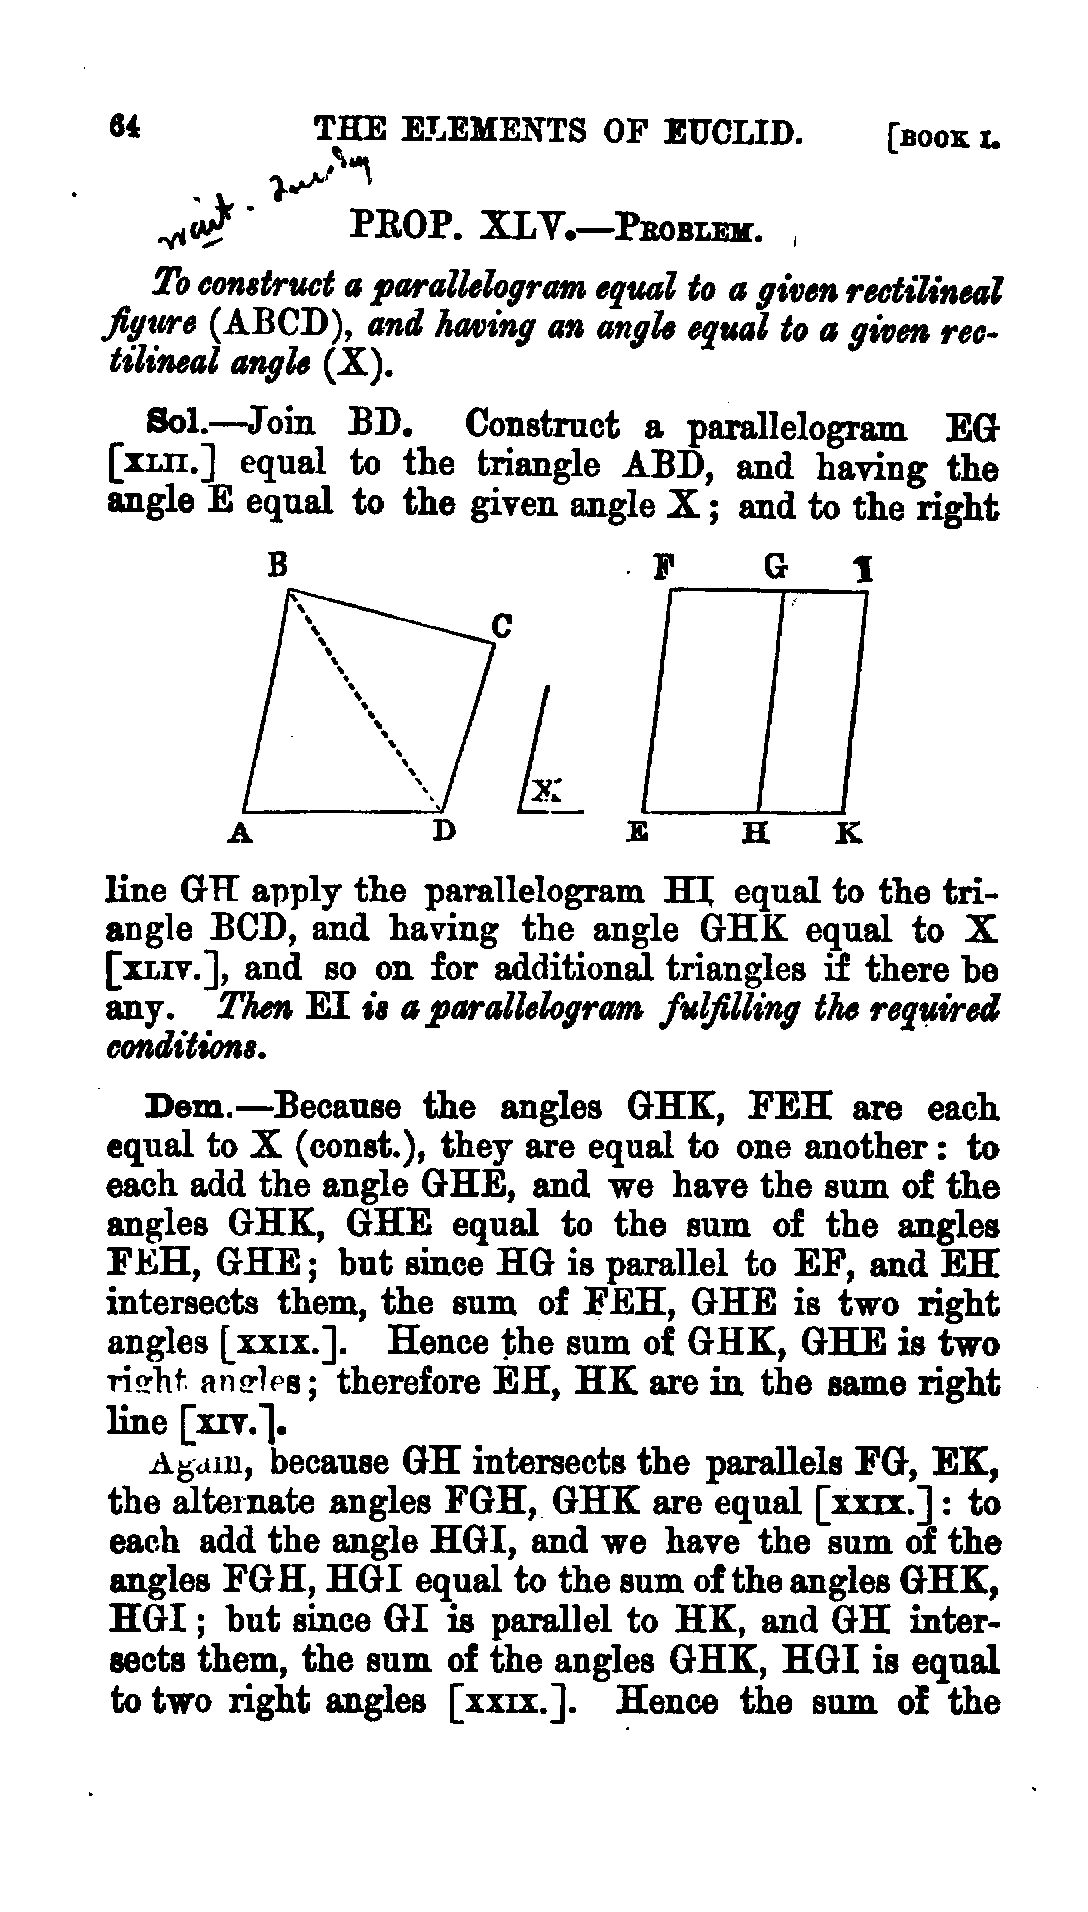 64 THE ELEMENTS OF EUCLID. [BOOK I.
wait. Tuesday
PROP. XLV.—PROBLEM.
To construct a parallelogram equal to a given rectilineal
figure (ABCD), and having an angle equal to a given rec-
tilineal angle (X).
Sol.—Join BD. Construct a parallelogram EG
[XLII.] equal to the triangle ABD, and having the
angle E equal to the given angle X; and to the right
B F G I
C
X
A D E H K
line GH apply the parallelogram HI equal to the tri-
angle BCD, and having the angle GHK equal to X
[XLIV.], and so on for additional triangles if there be
any. Then EI is a parallelogram fulfilling the required
conditions.
Dem.—Because the angles GHK, FEH are each
equal to X (const.), they are equal to one another: to
each add the angle GHE, and we have the sum of the
angles GHK, GHE equal to the sum of the angles
FEH, GHE; but since HG is parallel to EF, and EH
intersects them, the sum of FEH, GHE is two right
angles [XXIX.]. Hence the sum of GHK, GHE is two
right angles; therefore EH, HK are in the same right
line [XIV.].
Again, because GH intersects the parallels FG, EK,
the alternate angles FGH, GHK are equal [XXIX.]: to
each add the angle HGI, and we have the sum of the
angles FGH, HGI equal to the sum of the angles GHK,
HGI; but since GI is parallel to HK, and GH inter-
sects them, the sum of the angles GHK, HGI is equal
to two right angles [XXIX.]. Hence the sum of the